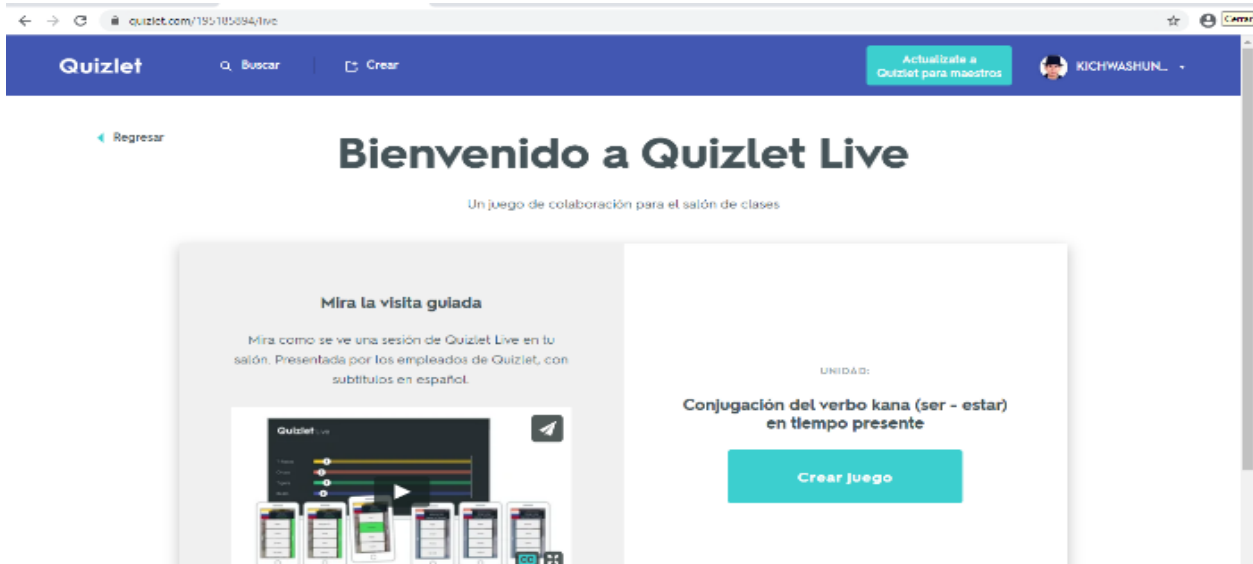 quizlet.com/195185894/live
Cerrar
Quizlet
Buscar
Crear
Actualízate a
Quizlet para maestros
KICHWASHUN...
Regresar
Bienvenido a Quizlet Live
Un juego de colaboración para el salón de clases
Mira la visita guiada
Mira como se ve una sesión de Quizlet Live en tu
salón. Presentada por los empleados de Quizlet, con
subtítulos en español.
Quizlet Live
CC
UNIDAD:
Conjugación del verbo kana (ser - estar)
en tiempo presente
Crear juego